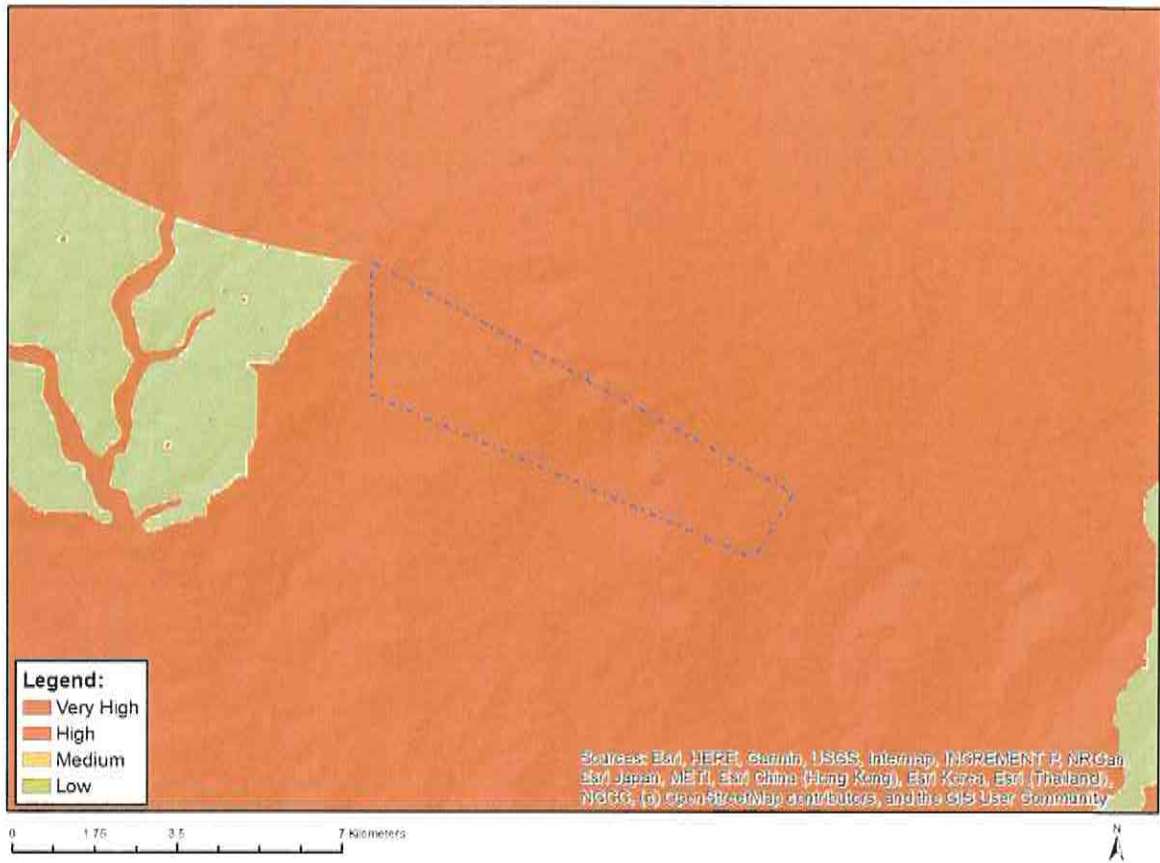 Legend:
Very High
High
Medium
Low
Sources: Esri, HERE, Garmin, USGS, Intermap, INCREMENT P, NRCan,
Esri Japan, METI, Esri China (Hong Kong), Esri Korea, Esri (Thailand),
NGCC, (c) OpenStreetMap contributors, and the GIS User Community
0 1.75 3.5 7 Kilometers
N